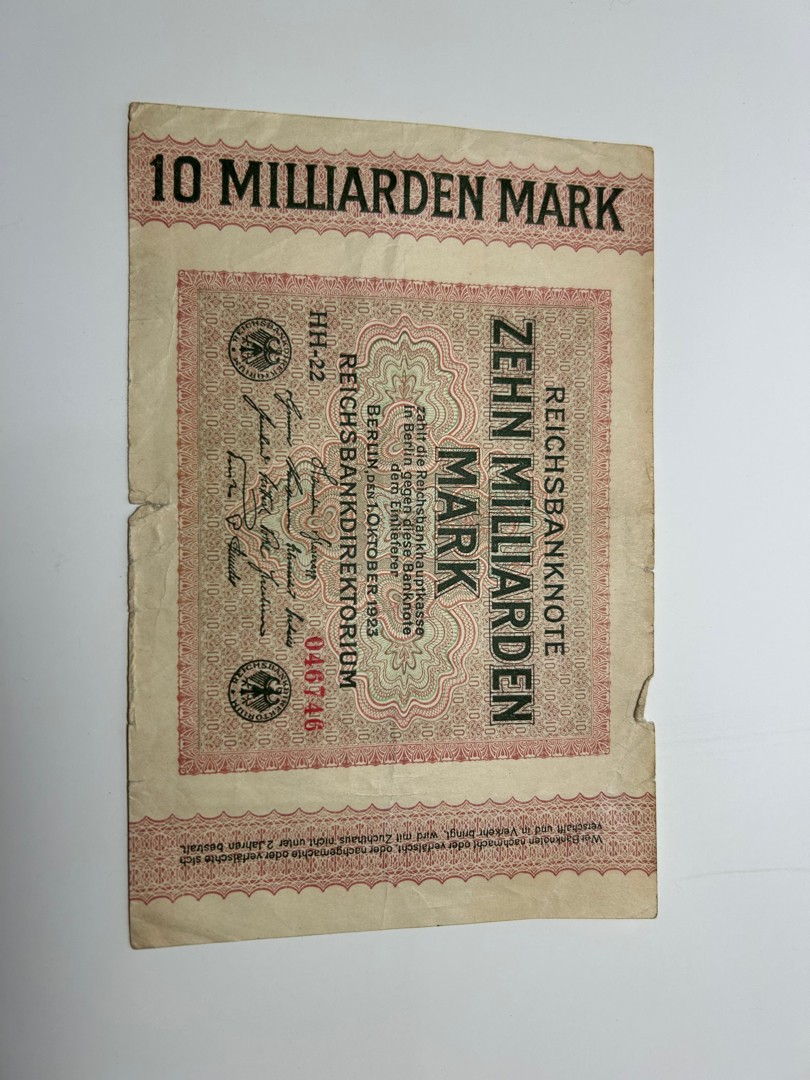 10 MILLIARDEN MARK
REICHSBANKNOTE
ZEHN MILLIARDEN
MARK
zahlt die Reichsbankhauptkasse
in Berlin gegen diese Banknote
dem Einlieferer
BERLIN, DEN 1. OKTOBER 1923
REICHSBANKDIREKTORIUM
HH-22
046746
REICHSBANKDIREKTORIUM
REICHSBANKDIREKTORIUM
Wer Banknoten nachmacht oder verfälscht, oder nachgemachte oder verfälschte sich
verschafft und in Verkehr bringt, wird mit Zuchthaus nicht unter 2 Jahren bestraft.